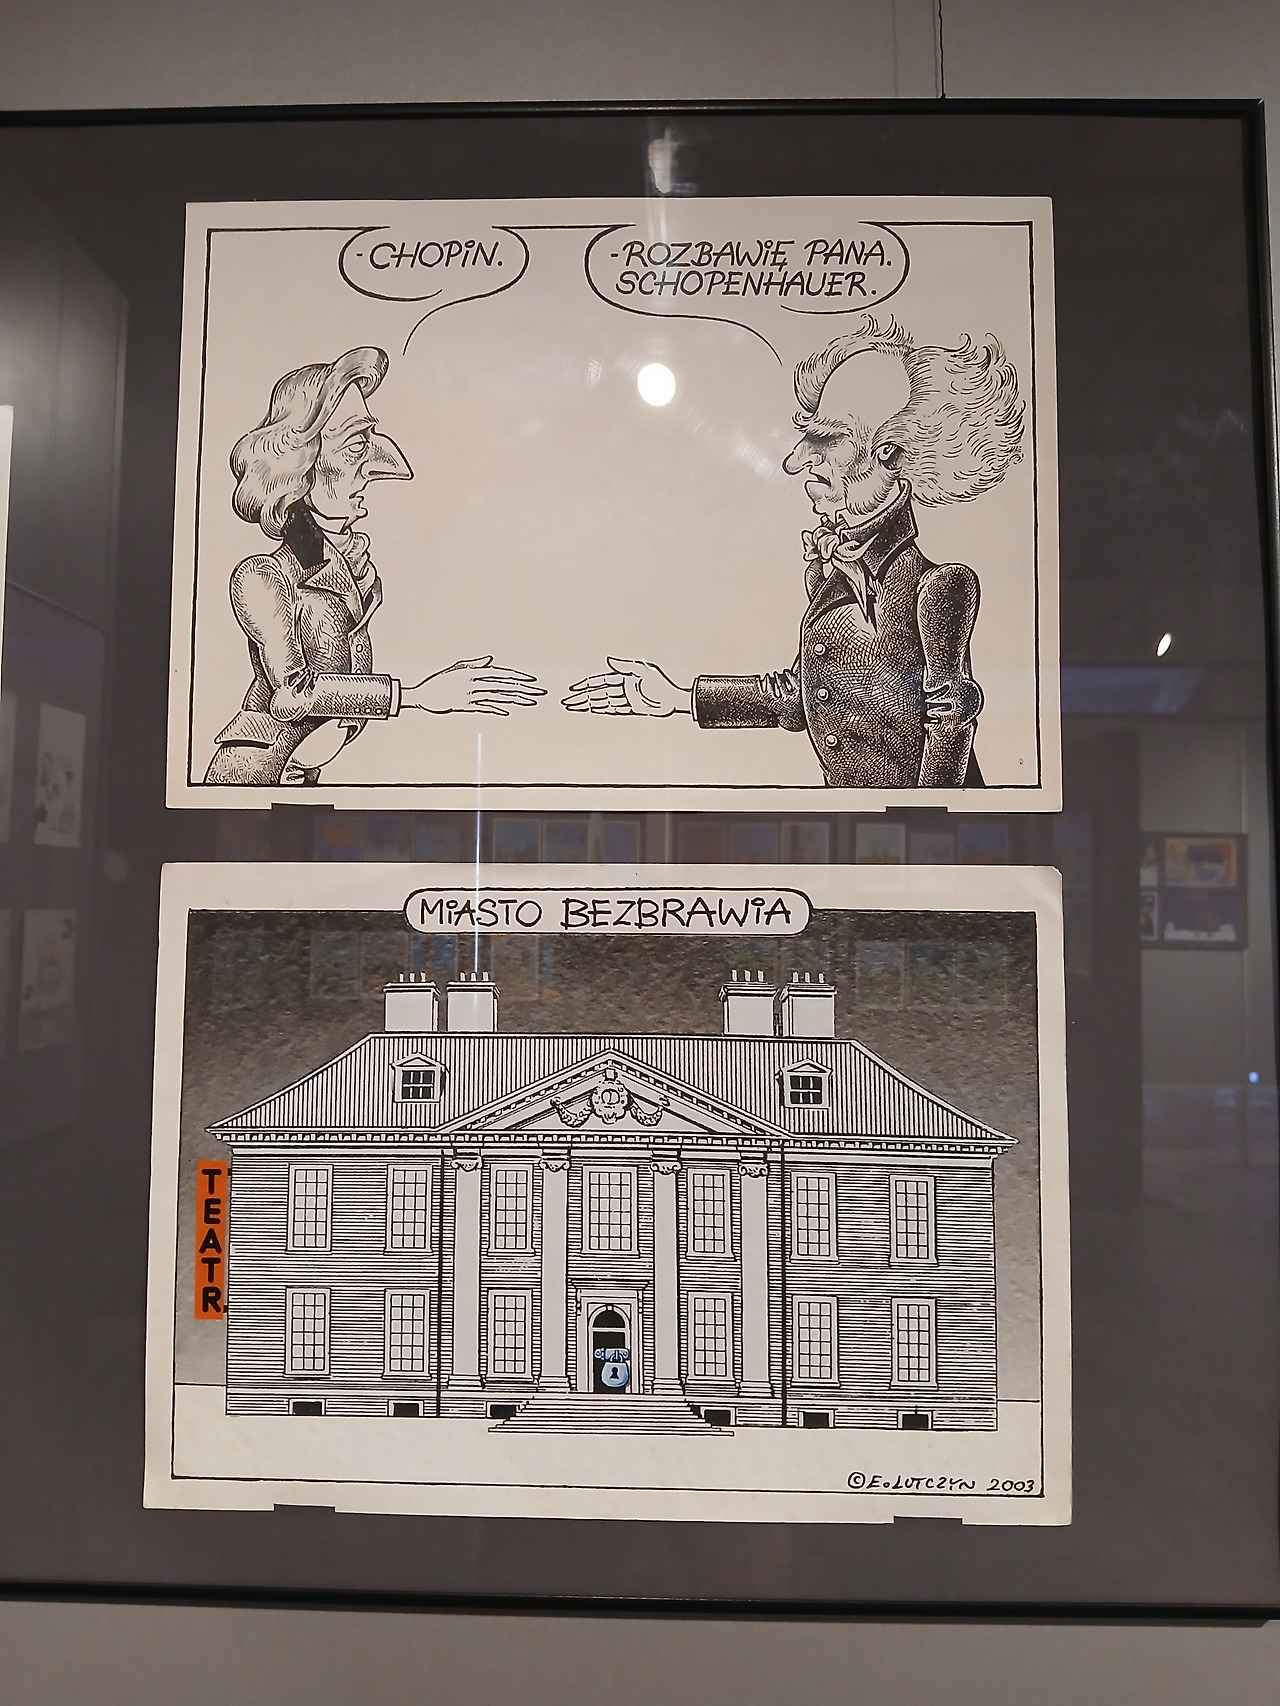 -CHOPiN.
-ROZBAWiĘ PANA.
SCHOPENHAUER.
MiASTO BEZBRAWiA
TEATR
©E.LUTCZYN 2003